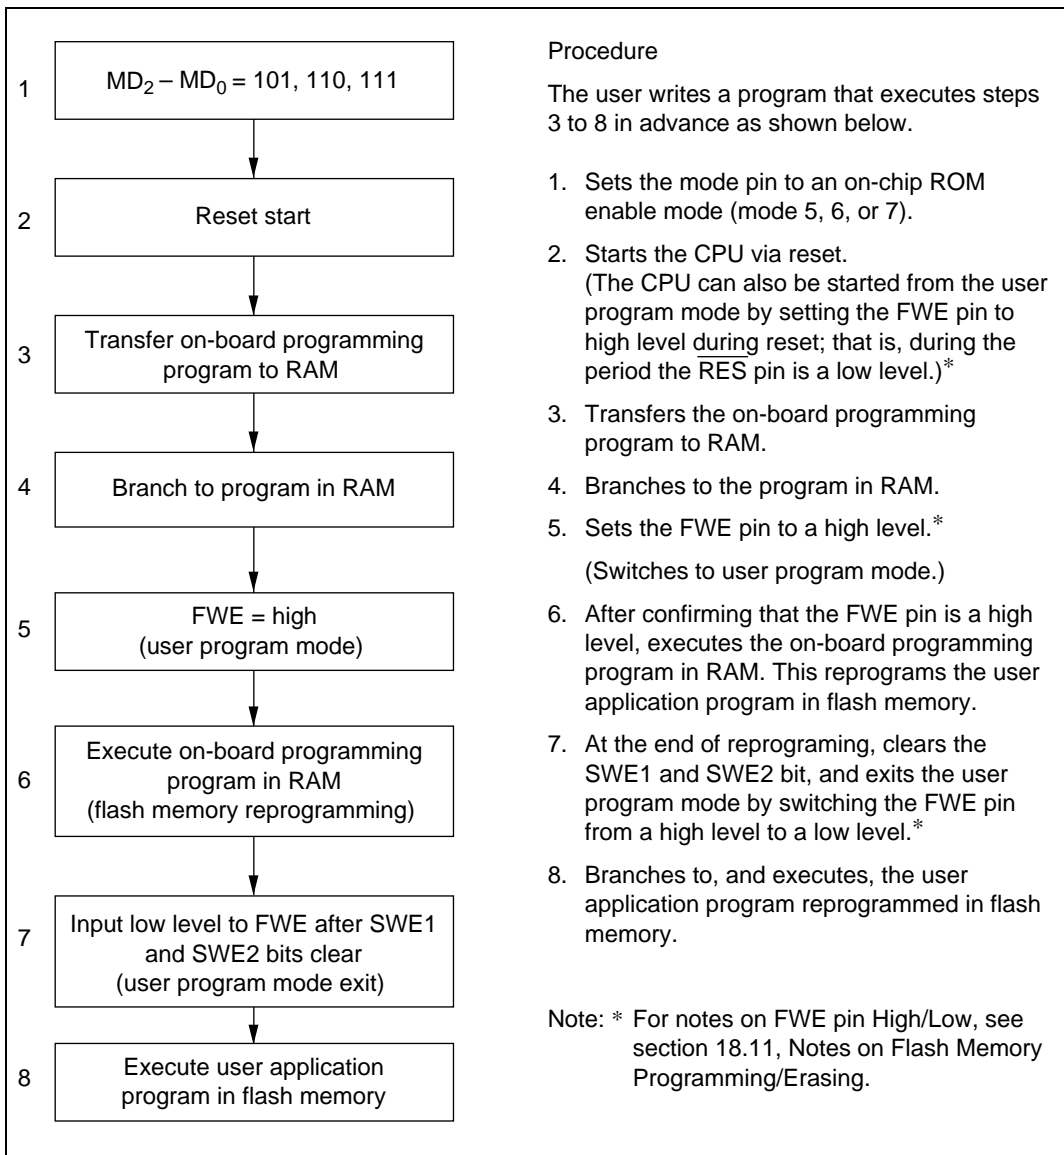 1
MD2 – MD0 = 101, 110, 111
2
Reset start
3
Transfer on-board programming
program to RAM
4
Branch to program in RAM
5
FWE = high
(user program mode)
6
Execute on-board programming
program in RAM
(flash memory reprogramming)
7
Input low level to FWE after SWE1
and SWE2 bits clear
(user program mode exit)
8
Execute user application
program in flash memory
Procedure
The user writes a program that executes steps
3 to 8 in advance as shown below.
1. Sets the mode pin to an on-chip ROM
enable mode (mode 5, 6, or 7).
2. Starts the CPU via reset.
(The CPU can also be started from the user
program mode by setting the FWE pin to
high level during reset; that is, during the
period the RES pin is a low level.)*
3. Transfers the on-board programming
program to RAM.
4. Branches to the program in RAM.
5. Sets the FWE pin to a high level.*
(Switches to user program mode.)
6. After confirming that the FWE pin is a high
level, executes the on-board programming
program in RAM. This reprograms the user
application program in flash memory.
7. At the end of reprograming, clears the
SWE1 and SWE2 bit, and exits the user
program mode by switching the FWE pin
from a high level to a low level.*
8. Branches to, and executes, the user
application program reprogrammed in flash
memory.
Note: * For notes on FWE pin High/Low, see
section 18.11, Notes on Flash Memory
Programming/Erasing.